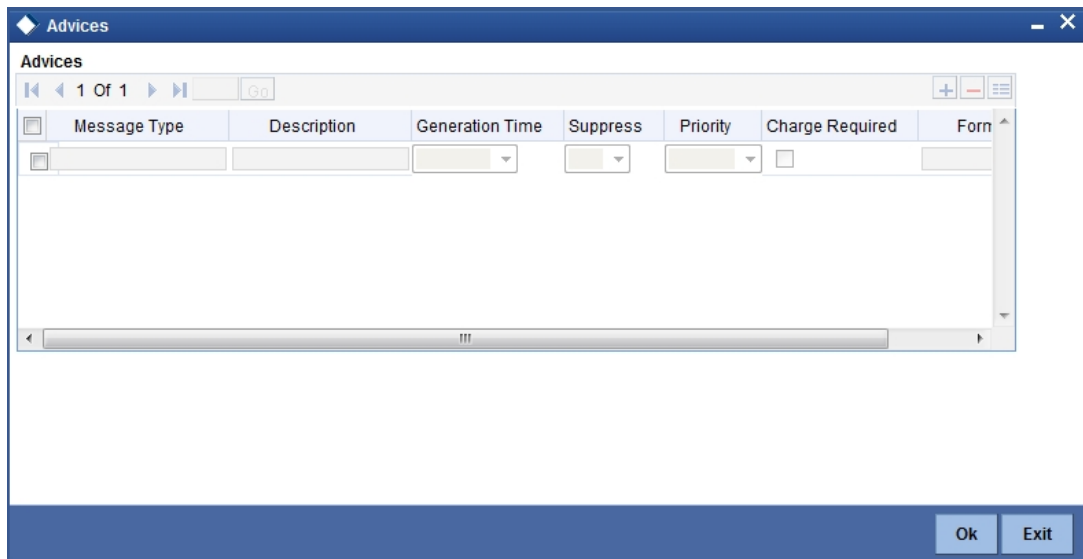 Advices
Advices
1 Of 1 Go
Message Type Description Generation Time Suppress Priority Charge Required Form
Ok Exit